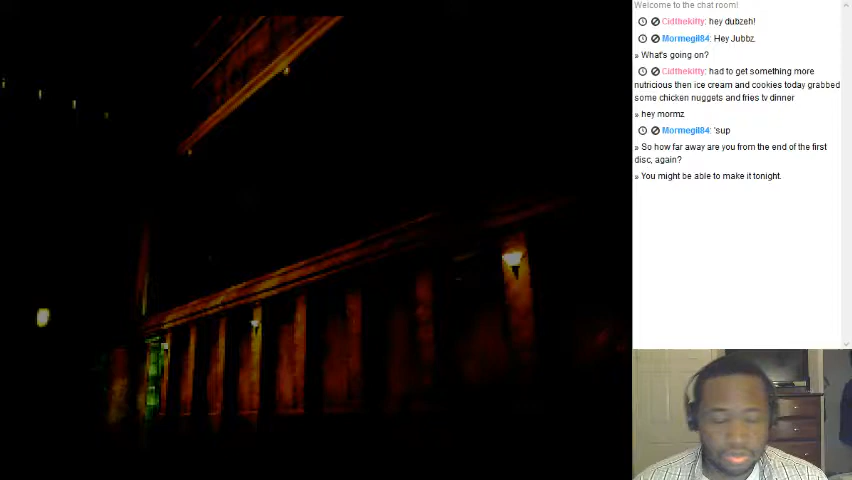 Welcome to the chat room!
Cidthekitty: hey dubzeh!
Mormegil84: Hey Jubbz.
» What's going on?
Cidthekitty: had to get something more
nutricious then ice cream and cookies today grabbed
some chicken nuggets and fries tv dinner
» hey mormz
Mormegil84: 'sup
» So how far away are you from the end of the first
disc, again?
» You might be able to make it tonight.